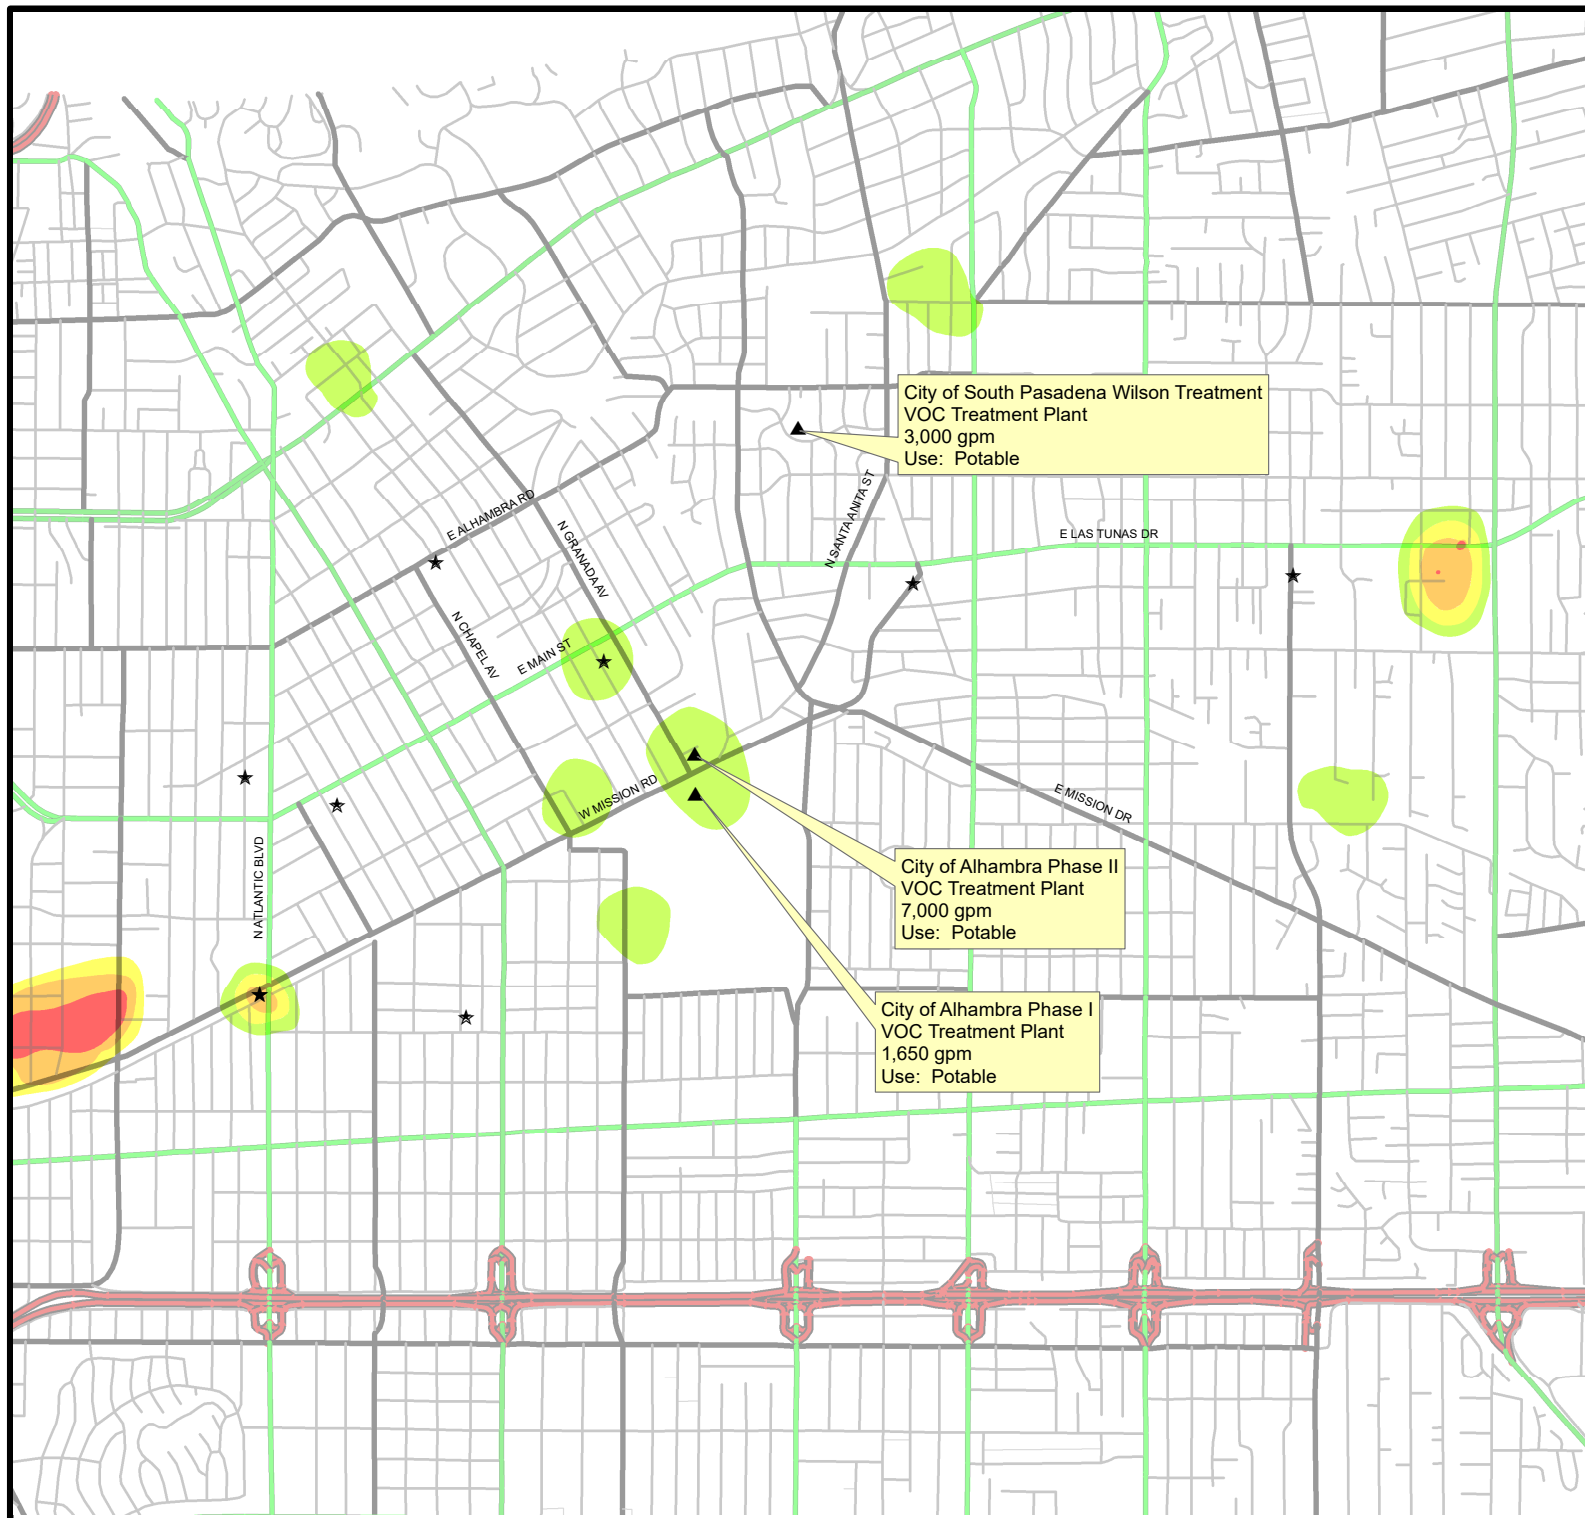 City of South Pasadena Wilson Treatment
VOC Treatment Plant
3,000 gpm
Use:  Potable
N SANTA ANITA ST
E ALHAMBRA RD
N GRANADA AV
E LAS TUNAS DR
N CHAPEL AV
E MAIN ST
W MISSION RD
E MISSION DR
N ATLANTIC BLVD
City of Alhambra Phase II
VOC Treatment Plant
7,000 gpm
Use:  Potable
City of Alhambra Phase I
VOC Treatment Plant
1,650 gpm
Use:  Potable